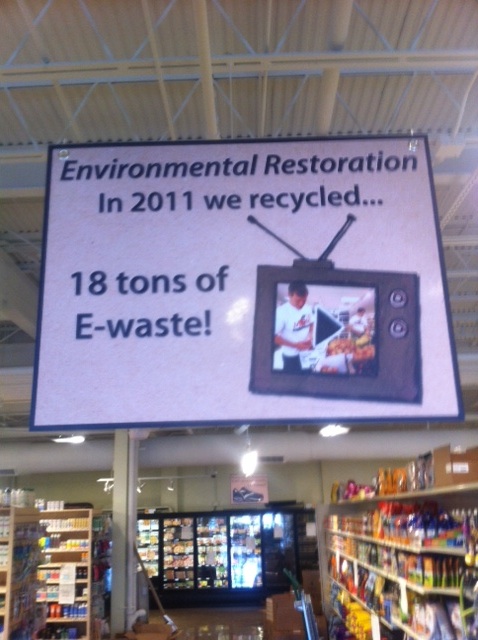 Environmental Restoration
In 2011 we recycled...
18 tons of
E-waste!